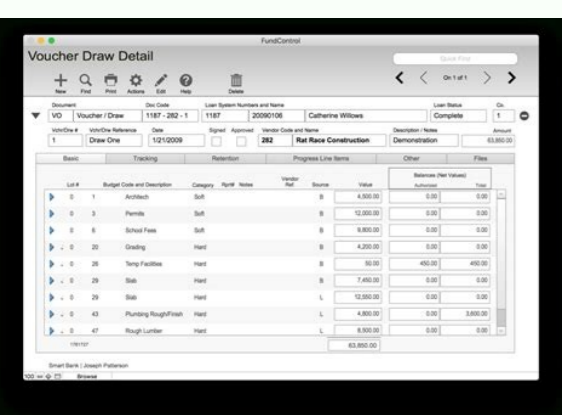 FundControl
Voucher Draw Detail
Quick Find
New Find Print Actions Edit Help Delete
On 1 of 1
Document Doc Code Loan System Numbers and Name Loan Status Co.
VO Voucher / Draw 1187 - 282 - 1 1187 20090106 Catherine Willows Complete 1
Vchr/Drw # Vchr/Drw Reference Date Signed Approved Vendor Code and Name Description / Notes Amount
1 Draw One 1/21/2009 282 Rat Race Construction Demonstration 63,850.00
Basic Tracking Retention Progress Line Items Other Files
Balances (Net Values)
Lot # Budget Code and Description Category Rpt# Notes Vendor Ref. Source Value Authorized Total
0 1 Architech Soft B 4,500.00 0.00 0.00
0 3 Permits Soft B 12,000.00 0.00 0.00
0 6 School Fees Soft B 9,800.00 0.00 0.00
0 20 Grading Hard B 4,200.00 0.00 0.00
0 28 Temp Facilities Hard B 50.00 450.00 450.00
0 29 Slab Hard B 7,450.00 0.00 0.00
0 29 Slab Hard L 12,550.00 0.00 0.00
0 43 Plumbing Rough/Finish Hard L 4,800.00 0.00 3,600.00
0 47 Rough Lumber Hard L 8,500.00 0.00 0.00
63,850.00
Smart Bank | Joseph Patterson
100 Browse